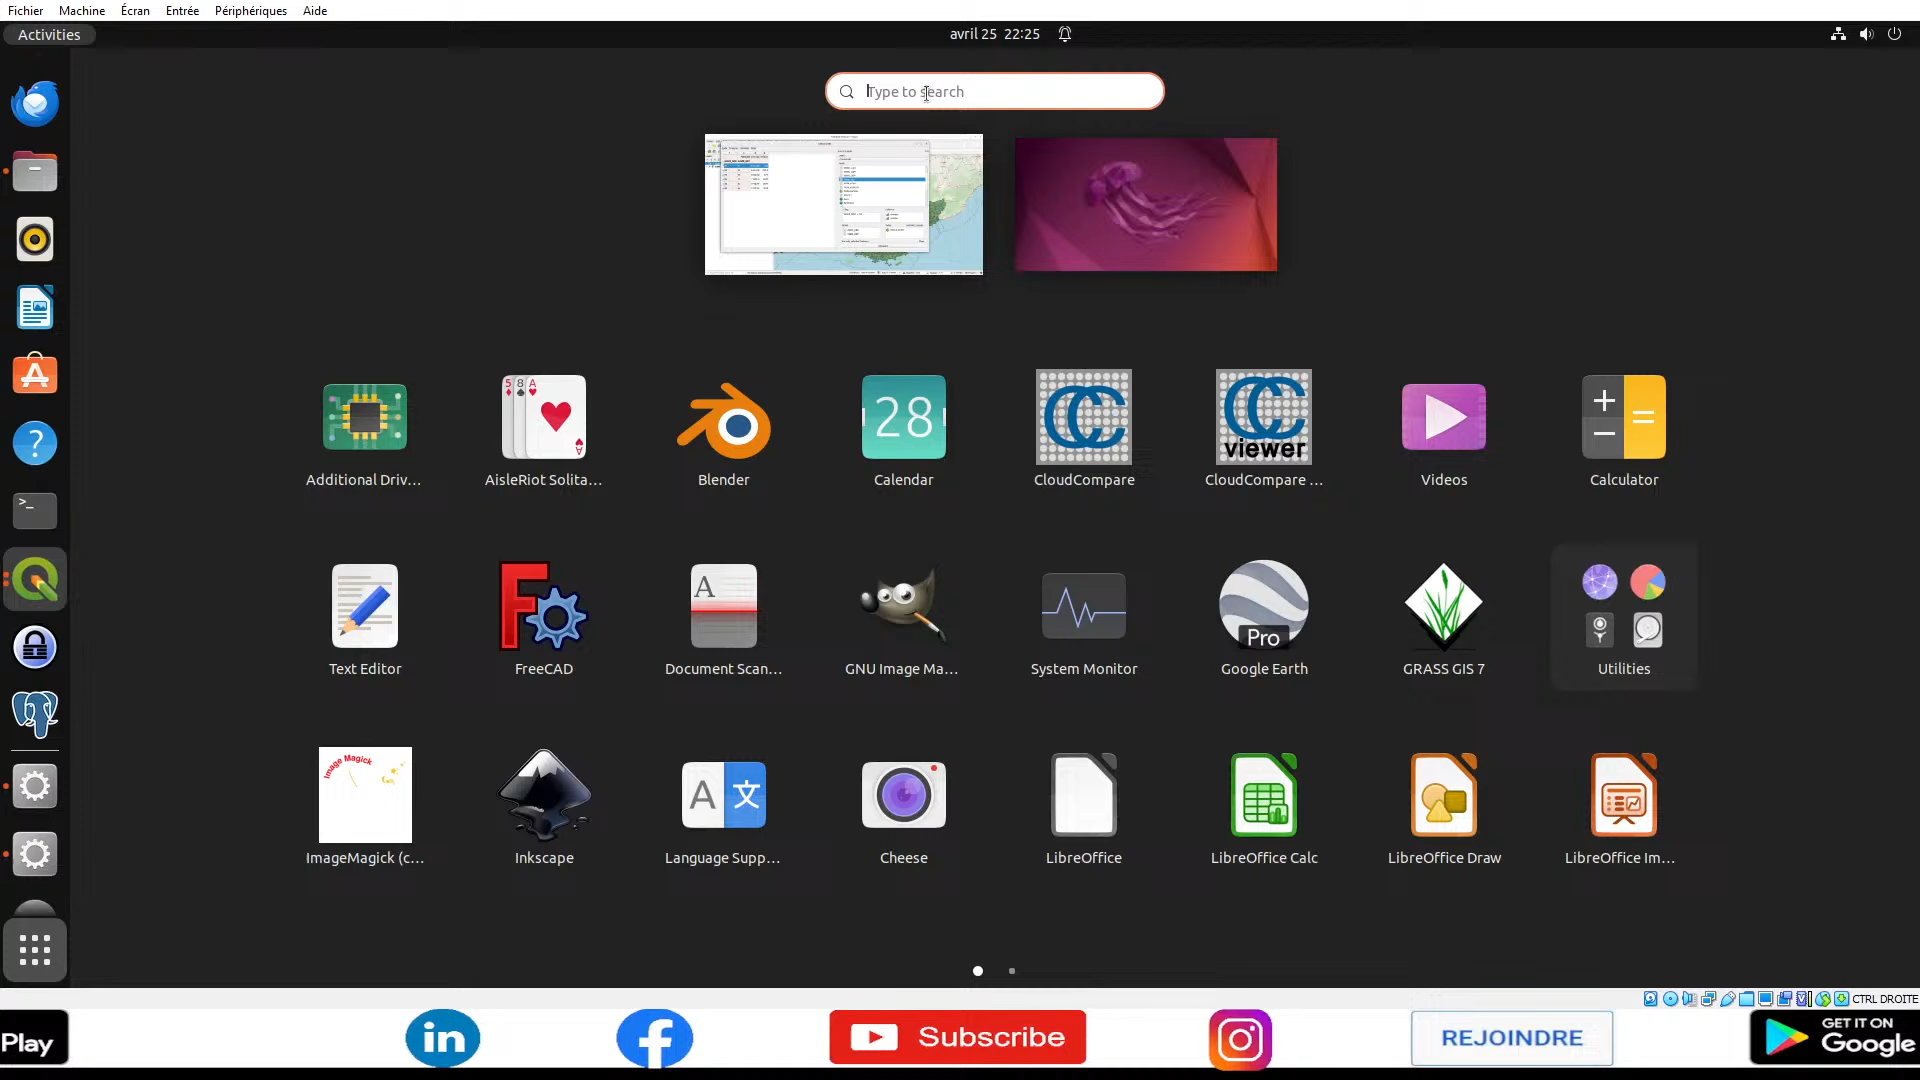 Fichier Machine Écran Entrée Périphériques Aide
Activities avril 25 22:25
Type to search
28
viewer
Additional Driv... AisleRiot Solita... Blender Calendar CloudCompare CloudCompare ... Videos Calculator
Pro
Text Editor FreeCAD Document Scan... GNU Image Ma... System Monitor Google Earth GRASS GIS 7 Utilities
Image Magick
ImageMagick (c... Inkscape Language Supp... Cheese LibreOffice LibreOffice Calc LibreOffice Draw LibreOffice Im...
CTRL DROITE
Play in f Subscribe REJOINDRE GET IT ON
Google